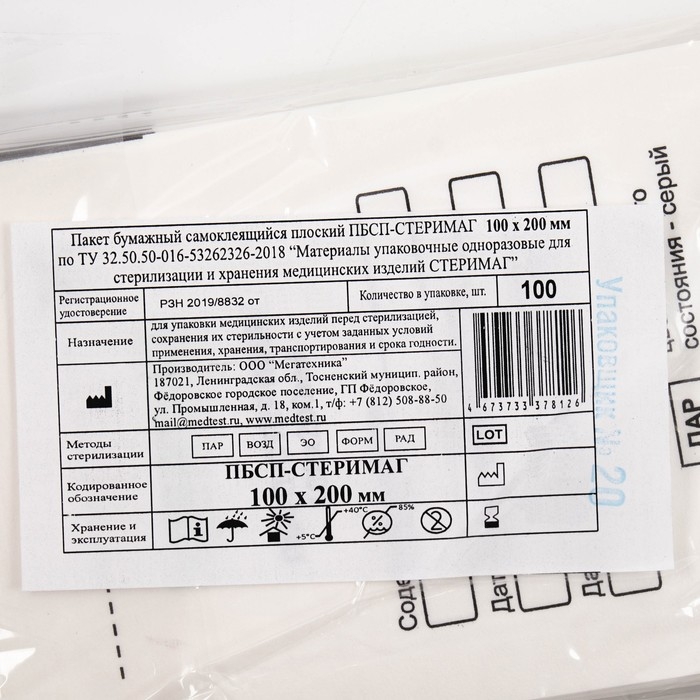 Пакет бумажный самоклеящийся плоский ПБСП-СТЕРИМАГ 100 х 200 мм
по ТУ 32.50.50-016-53262326-2018 “Материалы упаковочные одноразовые для
стерилизации и хранения медицинских изделий СТЕРИМАГ”
Регистрационное
удостоверение
РЗН 2019/8832 от
Количество в упаковке, шт.
100
Назначение
для упаковки медицинских изделий перед стерилизацией,
сохранения их стерильности с учетом заданных условий
применения, хранения, транспортирования и срока годности.
Производитель: ООО “Мегатехника”
187021, Ленинградская обл., Тосненский муницип. район,
Фёдоровское городское поселение, ГП Фёдоровское,
ул. Промышленная, д. 18, ком.1, т/ф: +7 (812) 508-88-50
mail@medtest.ru, www.medtest.ru
4 673733 378126
Методы
стерилизации
ПАР ВОЗД ЭО ФОРМ РАД
LOT
Кодированное
обозначение
ПБСП-СТЕРИМАГ
100 х 200 мм
Хранение и
эксплуатация
+5°C
+40°C
85%
%
2
Упаковщик №
20
состояния - серый
ПАР
Соде
Дат
Да